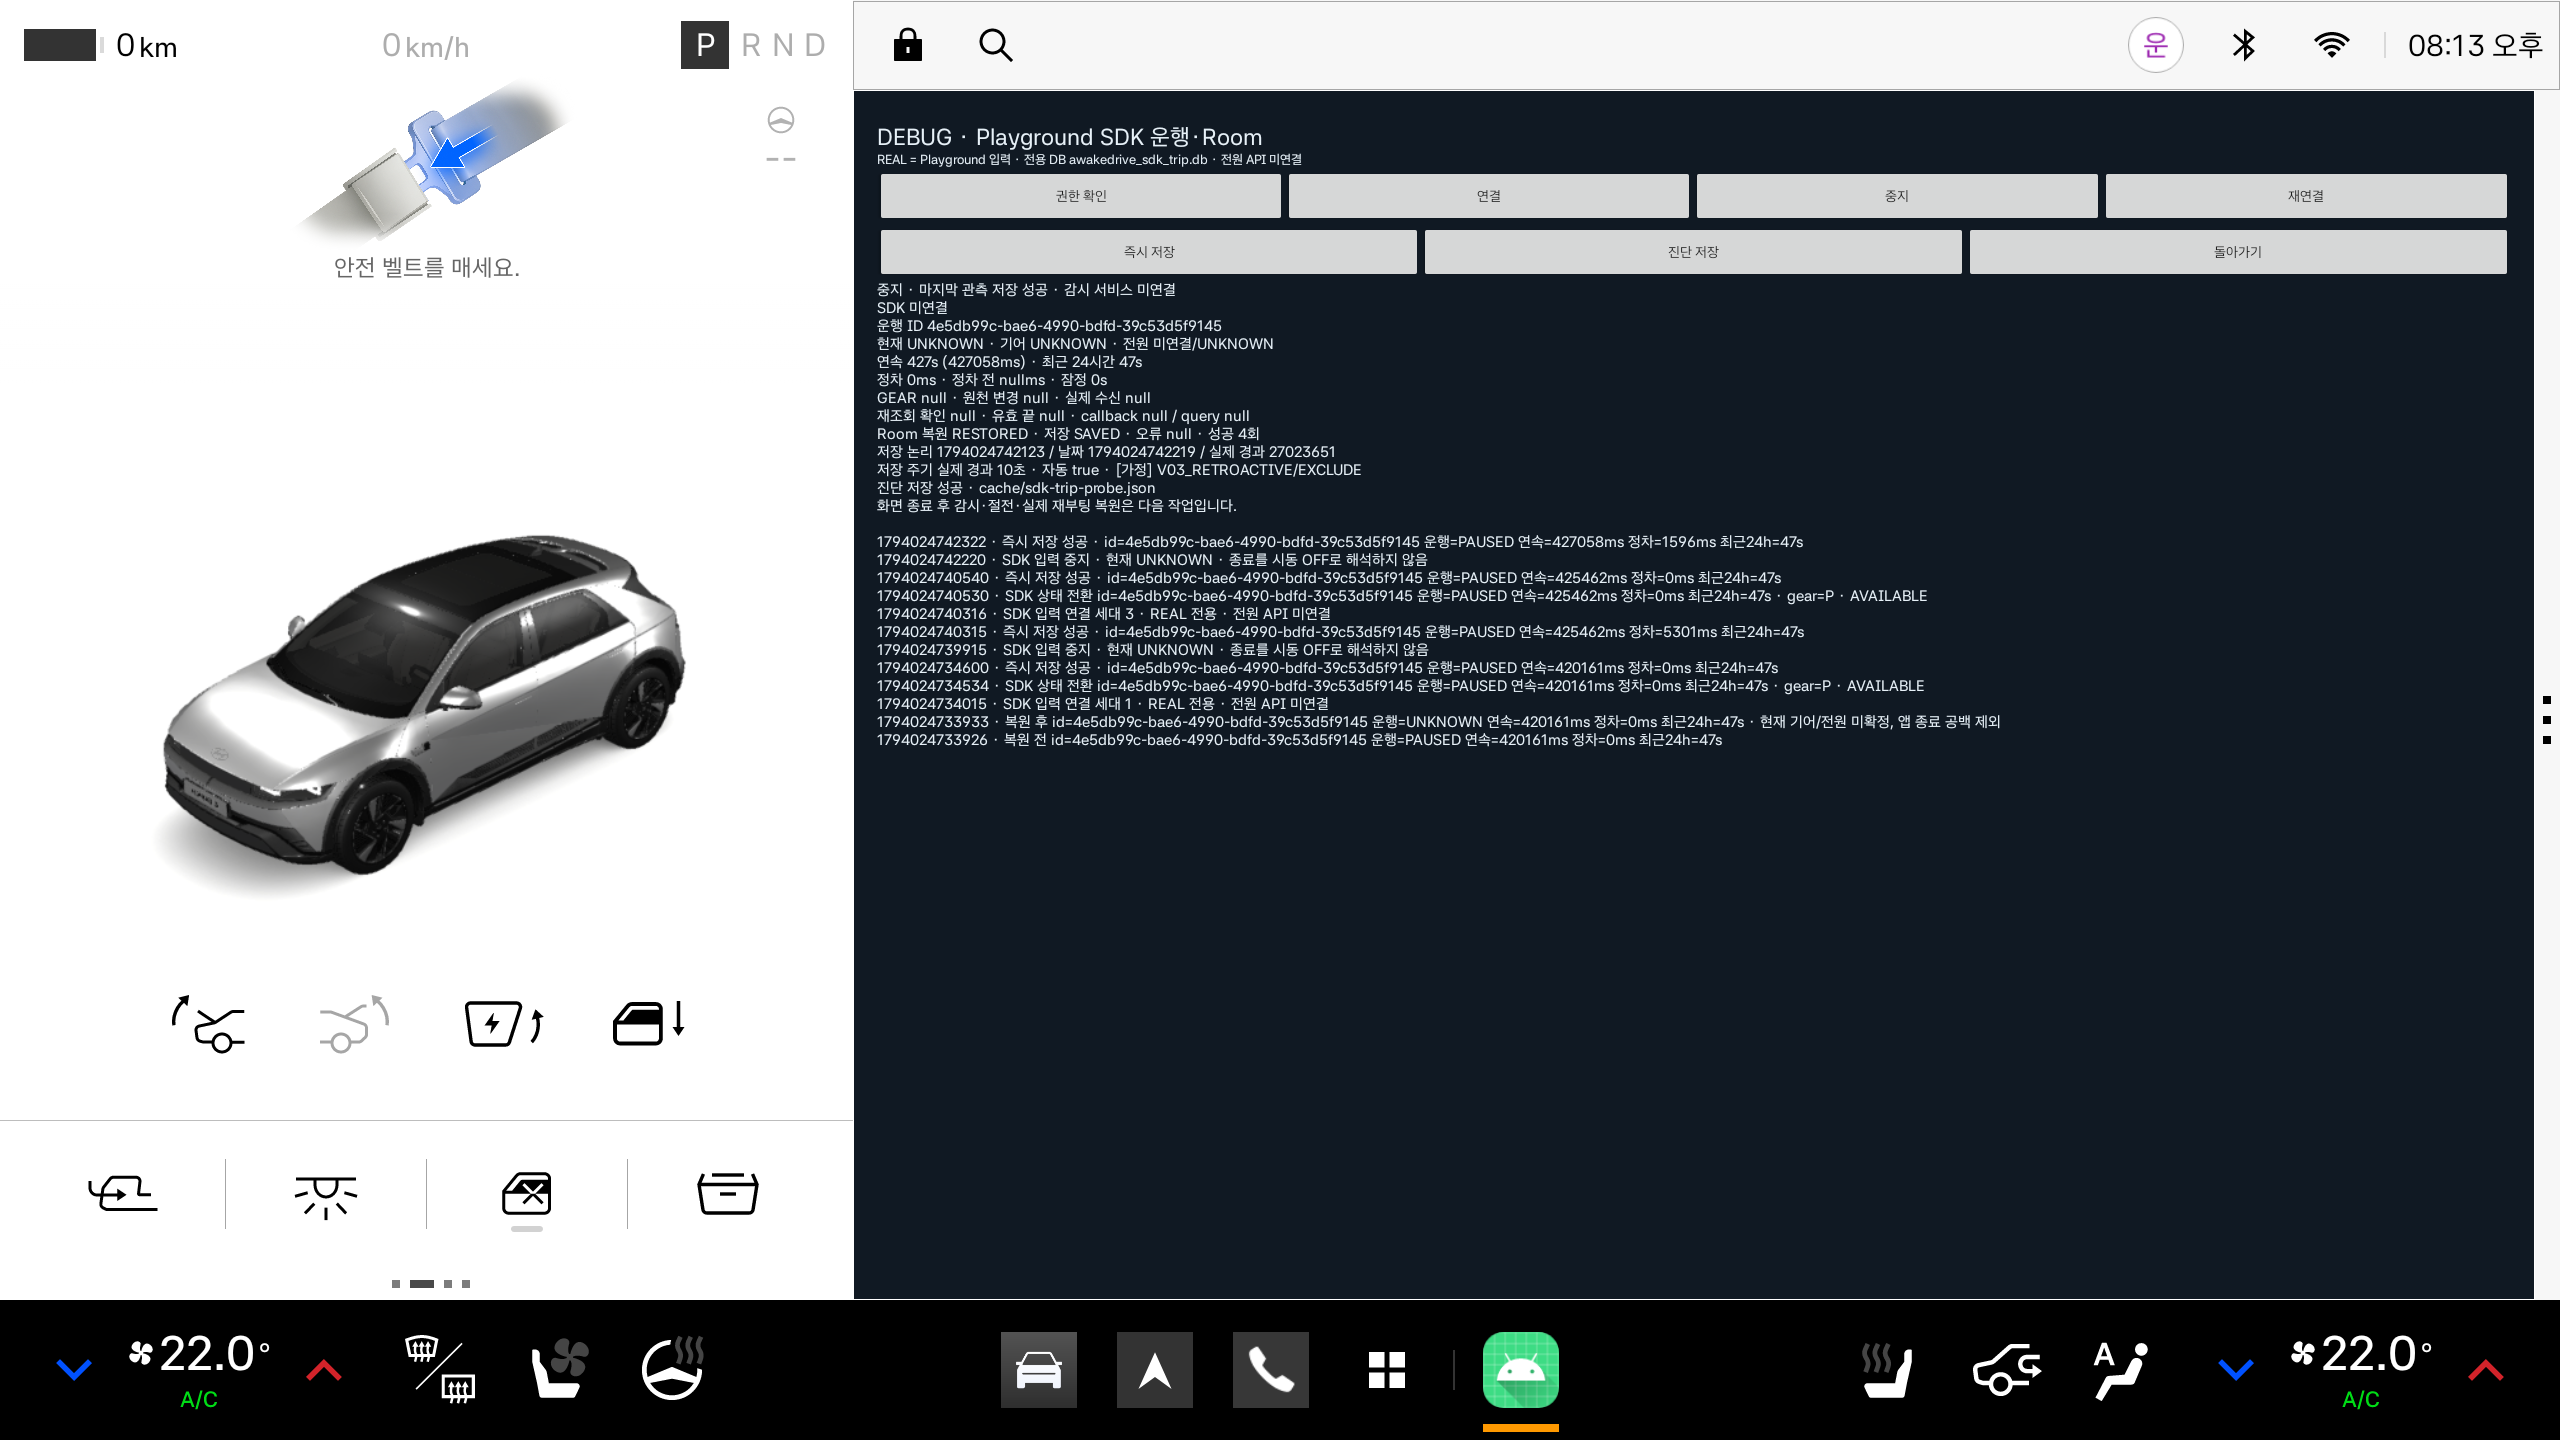 0 km
0 km/h
P R N D
안전 벨트를 매세요.
운
08:13 오후
DEBUG · Playground SDK 운행·Room
REAL = Playground 입력 · 전용 DB awakedrive_sdk_trip.db · 전원 API 미연결
권한 확인
연결
중지
재연결
즉시 저장
진단 저장
돌아가기
중지 · 마지막 관측 저장 성공 · 감시 서비스 미연결
SDK 미연결
운행 ID 4e5db99c-bae6-4990-bdfd-39c53d5f9145
현재 UNKNOWN · 기어 UNKNOWN · 전원 미연결/UNKNOWN
연속 427s (427058ms) · 최근 24시간 47s
정차 0ms · 정차 전 nullms · 잠정 0s
GEAR null · 원천 변경 null · 실제 수신 null
재조회 확인 null · 유효 끝 null · callback null / query null
Room 복원 RESTORED · 저장 SAVED · 오류 null · 성공 4회
저장 논리 1794024742123 / 날짜 1794024742219 / 실제 경과 27023651
저장 주기 실제 경과 10초 · 자동 true · [가정] V03_RETROACTIVE/EXCLUDE
진단 저장 성공 · cache/sdk-trip-probe.json
화면 종료 후 감시·절전·실제 재부팅 복원은 다음 작업입니다.
1794024742322 · 즉시 저장 성공 · id=4e5db99c-bae6-4990-bdfd-39c53d5f9145 운행=PAUSED 연속=427058ms 정차=1596ms 최근24h=47s
1794024742220 · SDK 입력 중지 · 현재 UNKNOWN · 종료를 시동 OFF로 해석하지 않음
1794024740540 · 즉시 저장 성공 · id=4e5db99c-bae6-4990-bdfd-39c53d5f9145 운행=PAUSED 연속=425462ms 정차=0ms 최근24h=47s
1794024740530 · SDK 상태 전환 id=4e5db99c-bae6-4990-bdfd-39c53d5f9145 운행=PAUSED 연속=425462ms 정차=0ms 최근24h=47s · gear=P · AVAILABLE
1794024740316 · SDK 입력 연결 세대 3 · REAL 전용 · 전원 API 미연결
1794024740315 · 즉시 저장 성공 · id=4e5db99c-bae6-4990-bdfd-39c53d5f9145 운행=PAUSED 연속=425462ms 정차=5301ms 최근24h=47s
1794024739915 · SDK 입력 중지 · 현재 UNKNOWN · 종료를 시동 OFF로 해석하지 않음
1794024734600 · 즉시 저장 성공 · id=4e5db99c-bae6-4990-bdfd-39c53d5f9145 운행=PAUSED 연속=420161ms 정차=0ms 최근24h=47s
1794024734534 · SDK 상태 전환 id=4e5db99c-bae6-4990-bdfd-39c53d5f9145 운행=PAUSED 연속=420161ms 정차=0ms 최근24h=47s · gear=P · AVAILABLE
1794024734015 · SDK 입력 연결 세대 1 · REAL 전용 · 전원 API 미연결
1794024733933 · 복원 후 id=4e5db99c-bae6-4990-bdfd-39c53d5f9145 운행=UNKNOWN 연속=420161ms 정차=0ms 최근24h=47s · 현재 기어/전원 미확정, 앱 종료 공백 제외
1794024733926 · 복원 전 id=4e5db99c-bae6-4990-bdfd-39c53d5f9145 운행=PAUSED 연속=420161ms 정차=0ms 최근24h=47s
22.0°
A/C
A
22.0°
A/C